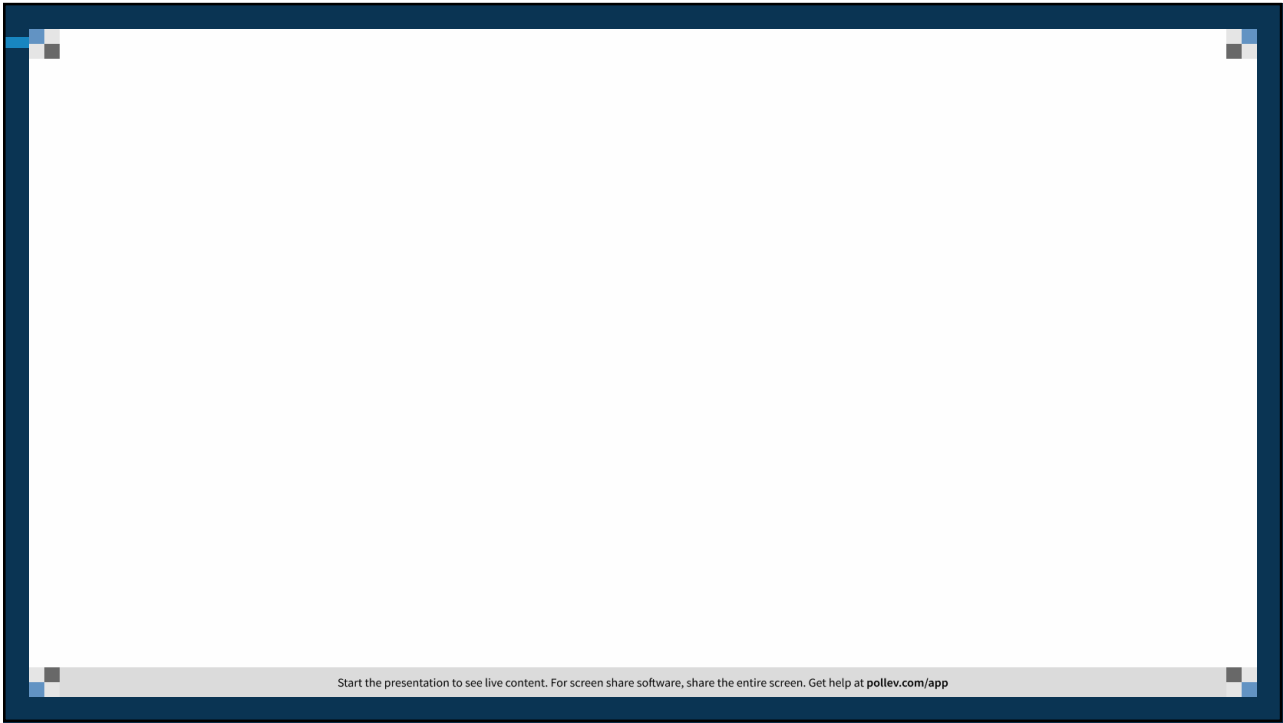 Start the presentation to see live content. For screen share software, share the entire screen. Get help at pollev.com/app